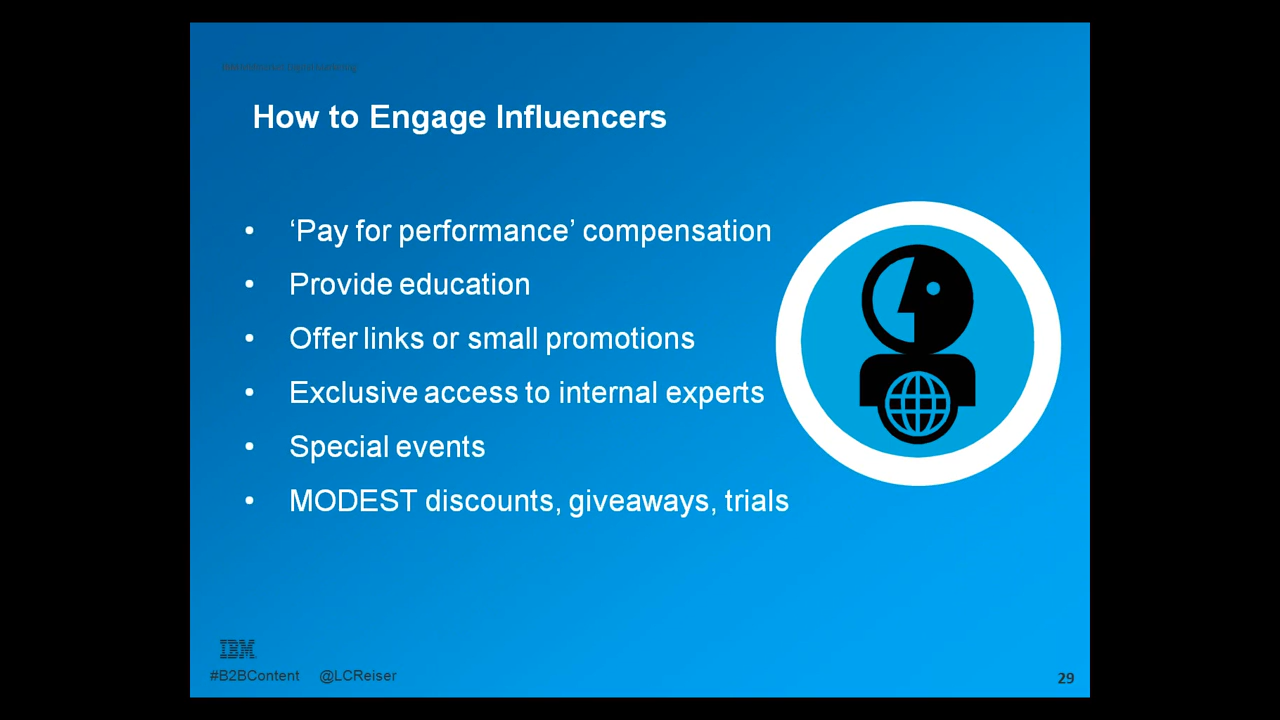 How to Engage Influencers
• ‘Pay for performance’ compensation
• Provide education
• Offer links or small promotions
• Exclusive access to internal experts
• Special events
• MODEST discounts, giveaways, trials
IBM
#B2BContent @LCReiser
29